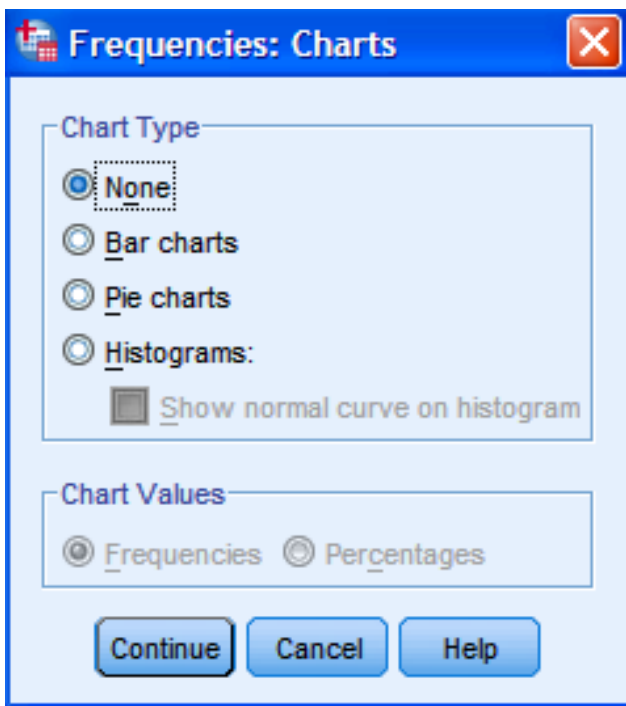 Frequencies: Charts
Chart Type
None
Bar charts
Pie charts
Histograms:
Show normal curve on histogram
Chart Values
Frequencies Percentages
Continue Cancel Help